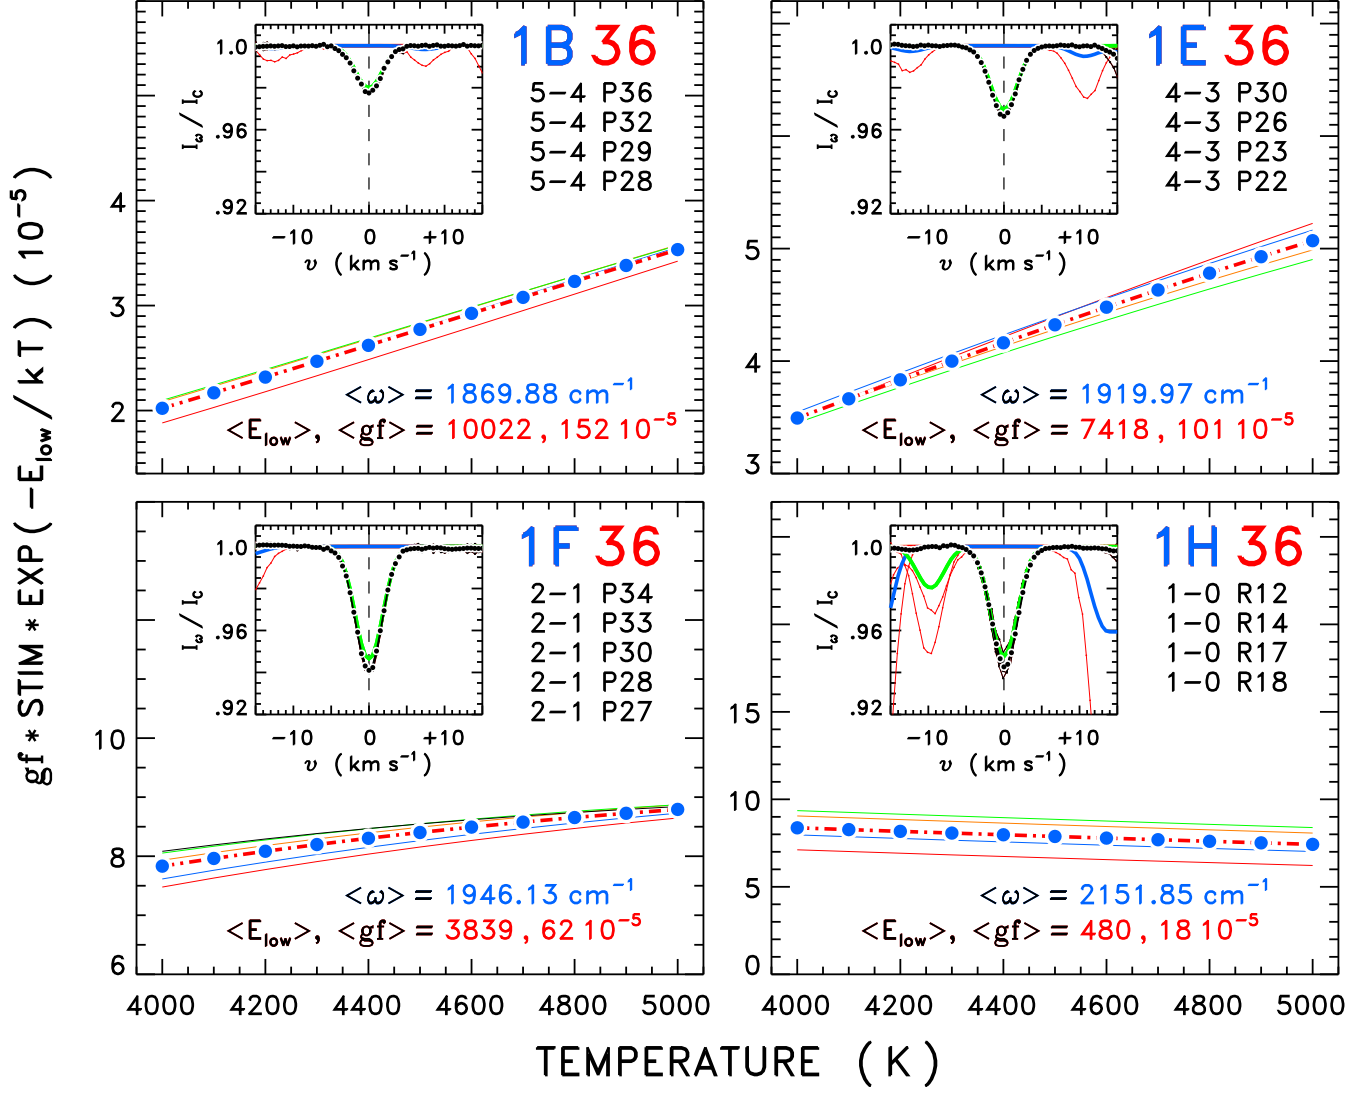 gf*STIM*EXP(-E_low/kT) (10⁻⁵)
1B 36
5-4 P36
5-4 P32
5-4 P29
5-4 P28
1.0
.96
.92
I_ω / I_C
-10 0 +10
υ (km s⁻¹)
4
3
2
<ω> = 1869.88 cm⁻¹
<E_low>, <gf> = 10022, 152 10⁻⁵
1E 36
4-3 P30
4-3 P26
4-3 P23
4-3 P22
1.0
.96
.92
I_ω / I_C
-10 0 +10
υ (km s⁻¹)
5
4
3
<ω> = 1919.97 cm⁻¹
<E_low>, <gf> = 7418, 101 10⁻⁵
1F 36
2-1 P34
2-1 P33
2-1 P30
2-1 P28
2-1 P27
1.0
.96
.92
I_ω / I_C
-10 0 +10
υ (km s⁻¹)
10
8
6
<ω> = 1946.13 cm⁻¹
<E_low>, <gf> = 3839, 62 10⁻⁵
4000 4200 4400 4600 4800 5000
1H 36
1-0 R12
1-0 R14
1-0 R17
1-0 R18
1.0
.96
.92
I_ω / I_C
-10 0 +10
υ (km s⁻¹)
15
10
5
0
<ω> = 2151.85 cm⁻¹
<E_low>, <gf> = 480, 18 10⁻⁵
4000 4200 4400 4600 4800 5000
TEMPERATURE (K)